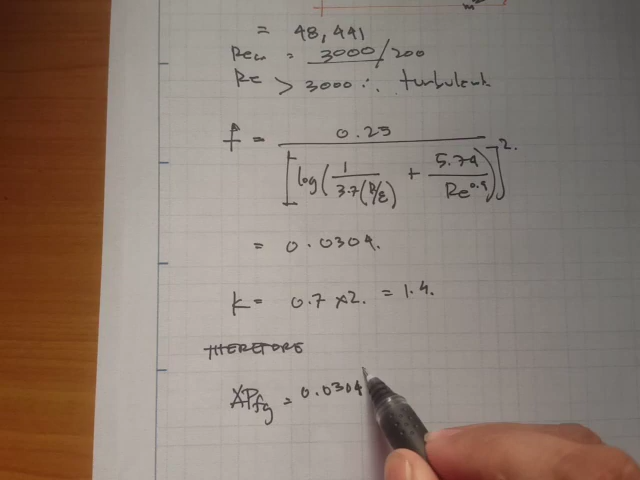 m
= 48,441
Recr = 3000/200
Re > 3000 ∴ turbulent
f = 0.25 / [log(1/3.7(D/ε) + 5.74/Re^0.9)]^2.
= 0.0304.
K = 0.7 x2. = 1.4.
THEREFORE
ΔPfg = 0.0304